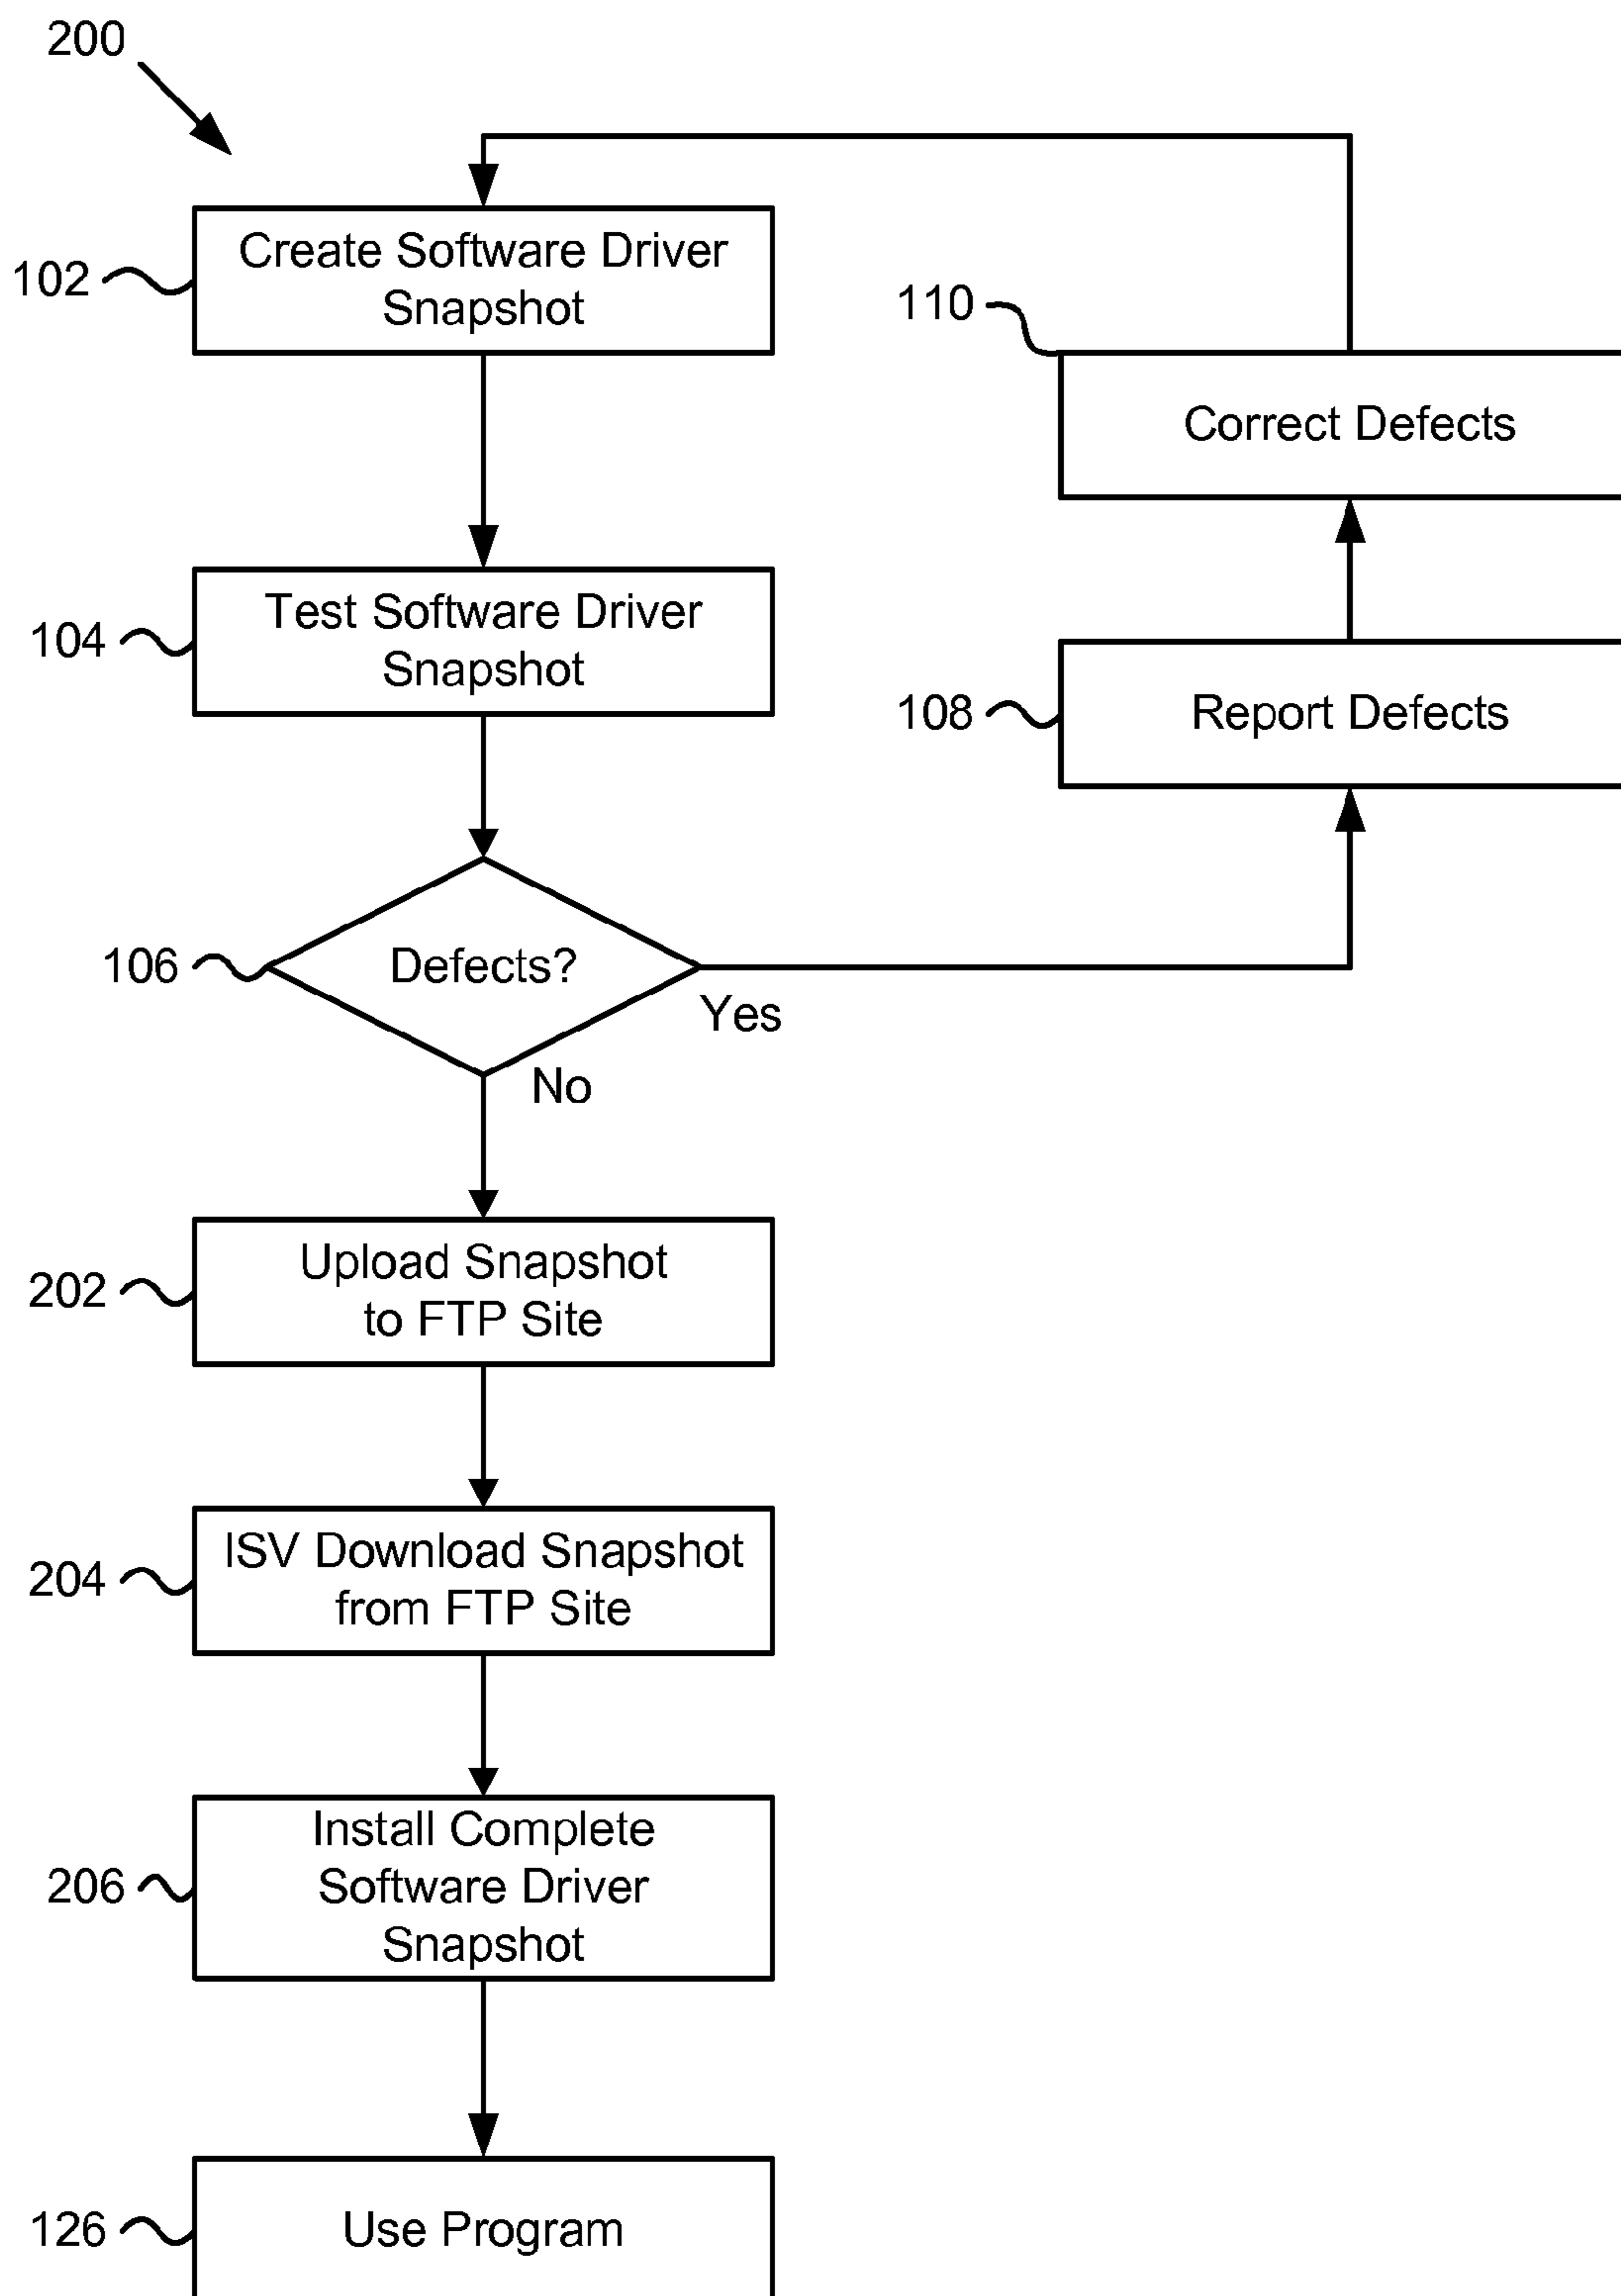 200
102
Create Software Driver
Snapshot
110
Correct Defects
104
Test Software Driver
Snapshot
108
Report Defects
106
Defects?
Yes
No
202
Upload Snapshot
to FTP Site
204
ISV Download Snapshot
from FTP Site
206
Install Complete
Software Driver
Snapshot
126
Use Program